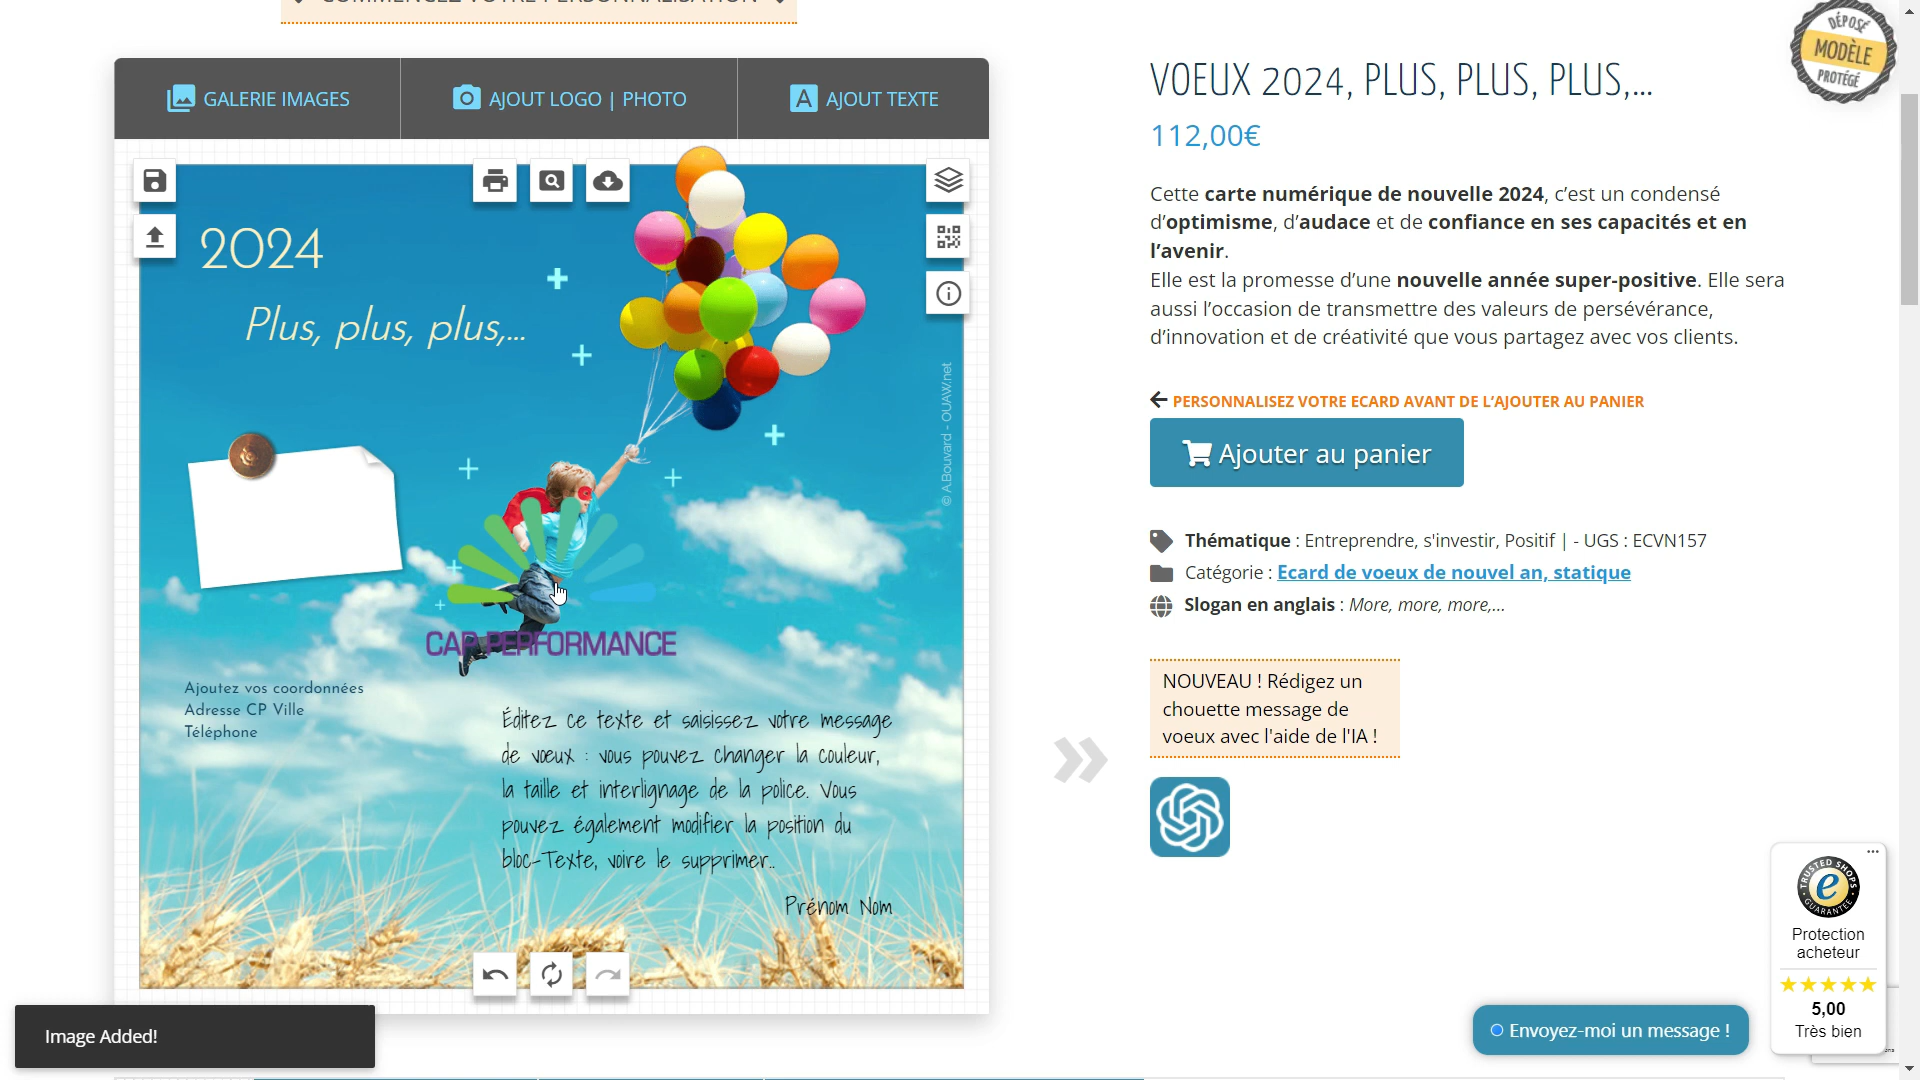 COMMENCEZ VOTRE PERSONNALISATION
GALERIE IMAGES
AJOUT LOGO | PHOTO
AJOUT TEXTE
2024
Plus, plus, plus,...
© A.Bouvard - OUAW.net
CAP PERFORMANCE
Ajoutez vos coordonnées
Adresse CP Ville
Téléphone
Éditez ce texte et saisissez votre message
de vœux : vous pouvez changer la couleur,
la taille et interlignage de la police. Vous
pouvez également modifier la position du
bloc-Texte, voire le supprimer..
Prénom Nom
Image Added!
DÉPOSÉ
MODÈLE
PROTÉGÉ
VOEUX 2024, PLUS, PLUS, PLUS,...
112,00€
Cette carte numérique de nouvelle 2024, c’est un condensé
d’optimisme, d’audace et de confiance en ses capacités et en
l’avenir.
Elle est la promesse d’une nouvelle année super-positive. Elle sera
aussi l’occasion de transmettre des valeurs de persévérance,
d’innovation et de créativité que vous partagez avec vos clients.
PERSONNALISEZ VOTRE ECARD AVANT DE L’AJOUTER AU PANIER
Ajouter au panier
Thématique : Entreprendre, s'investir, Positif | - UGS : ECVN157
Catégorie : Ecard de voeux de nouvel an, statique
Slogan en anglais : More, more, more,...
NOUVEAU ! Rédigez un
chouette message de
voeux avec l'aide de l'IA !
TRUSTED SHOPS
e
GUARANTEE
Protection
acheteur
5,00
Très bien
Envoyez-moi un message !